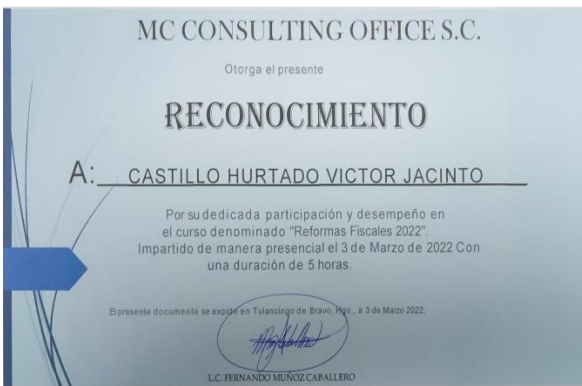 MC CONSULTING OFFICE S.C.
Otorga el presente
RECONOCIMIENTO
A: CASTILLO HURTADO VICTOR JACINTO
Por su dedicada participación y desempeño en
el curso denominado "Reformas Fiscales 2022".
Impartido de manera presencial el 3 de Marzo de 2022 Con
una duración de 5 horas.
El presente documento se expide en Tulancingo de Bravo, Hgo., a 3 de Marzo 2022.
L.C. FERNANDO MUÑOZ CABALLERO